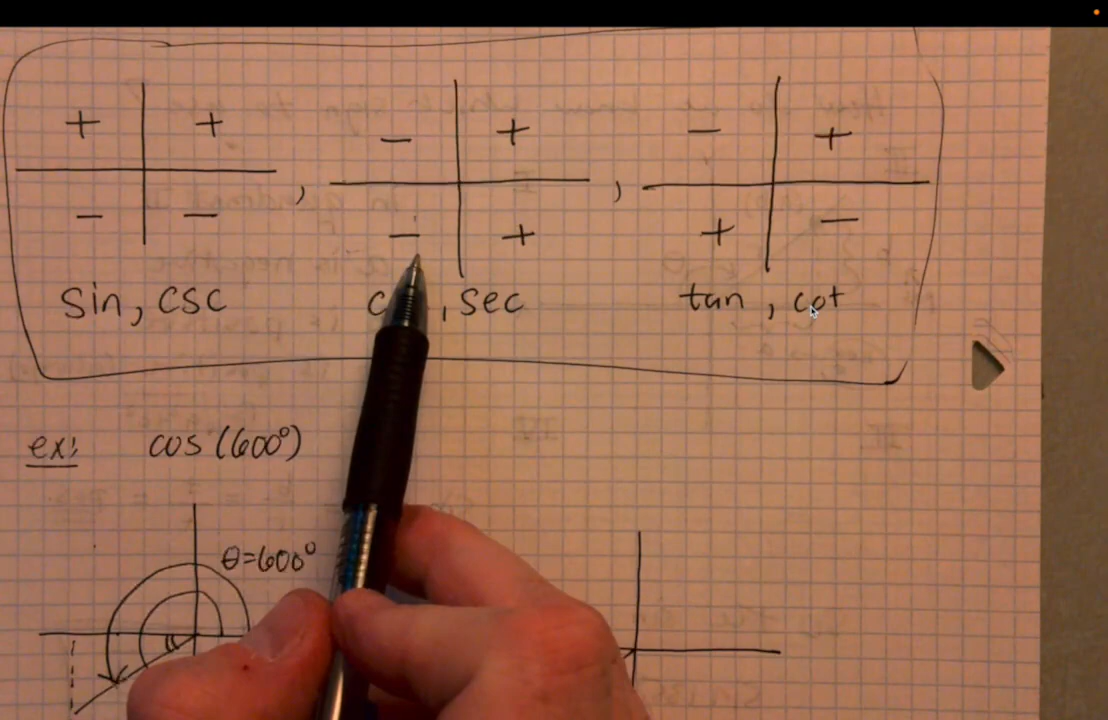 + + - + - +
- - , - + , + -
sin, csc , sec tan , cot
ex: cos (600°)
θ=600°